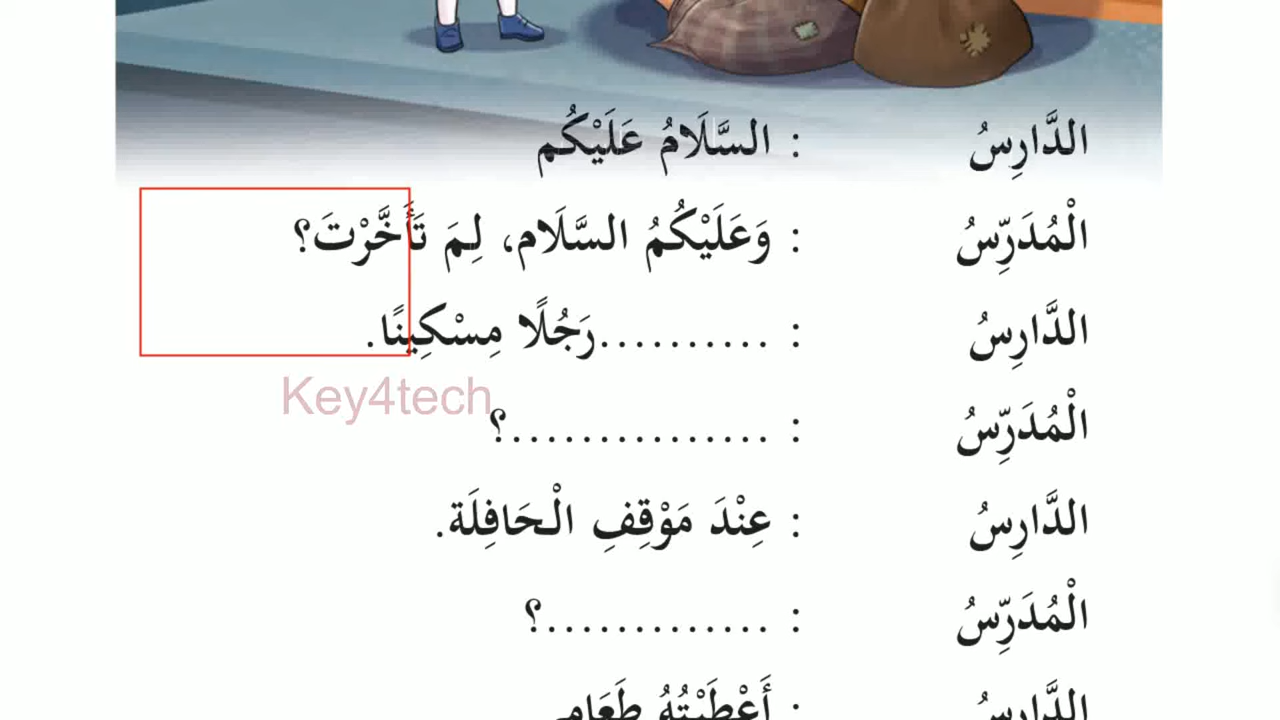 الدَّارِسُ : السَّلَامُ عَلَيْكُم
الْمُدَرِّسُ : وَعَلَيْكُمُ السَّلَام، لِمَ تَأَخَّرْتَ؟
الدَّارِسُ : ..........رَجُلًا مِسْكِينًا.
Key4tech
الْمُدَرِّسُ : ...............؟
الدَّارِسُ : عِنْدَ مَوْقِفِ الْحَافِلَة.
الْمُدَرِّسُ : .............؟
الدَّارِسُ : أَعْطَيْتُهُ طَعَامِي